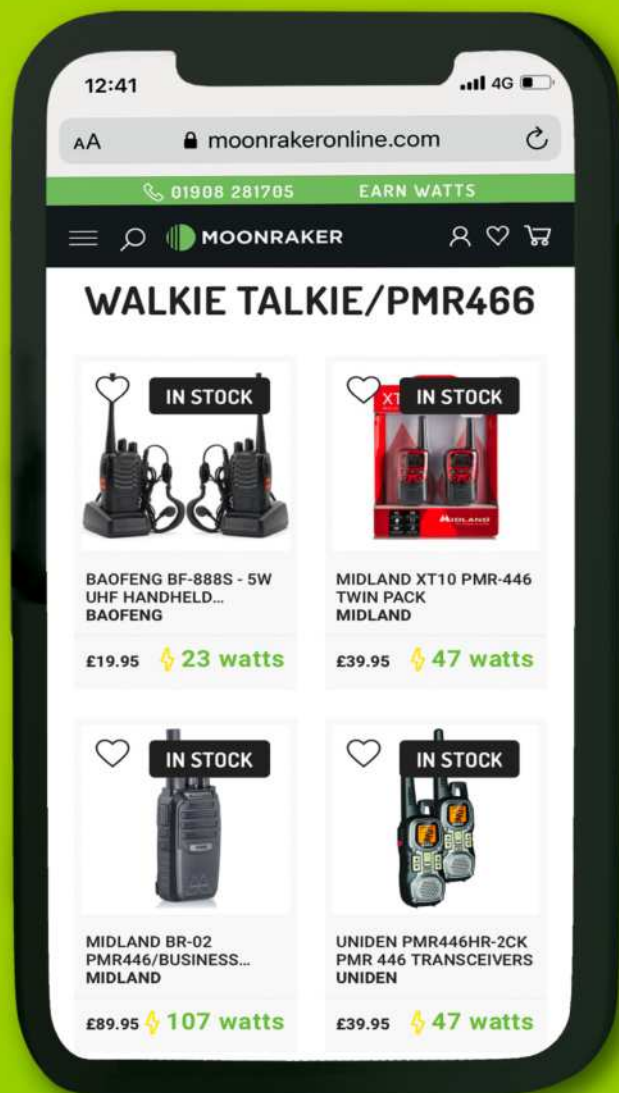 12:41
4G
AA
moonrakeronline.com
01908 281705
EARN WATTS
MOONRAKER
WALKIE TALKIE/PMR466
IN STOCK
BAOFENG BF-888S - 5W
UHF HANDHELD...
BAOFENG
£19.95
23 watts
IN STOCK
XT
MIDLAND
MIDLAND XT10 PMR-446
TWIN PACK
MIDLAND
£39.95
47 watts
IN STOCK
MIDLAND BR-02
PMR446/BUSINESS...
MIDLAND
£89.95
107 watts
IN STOCK
UNIDEN PMR446HR-2CK
PMR 446 TRANSCEIVERS
UNIDEN
£39.95
47 watts